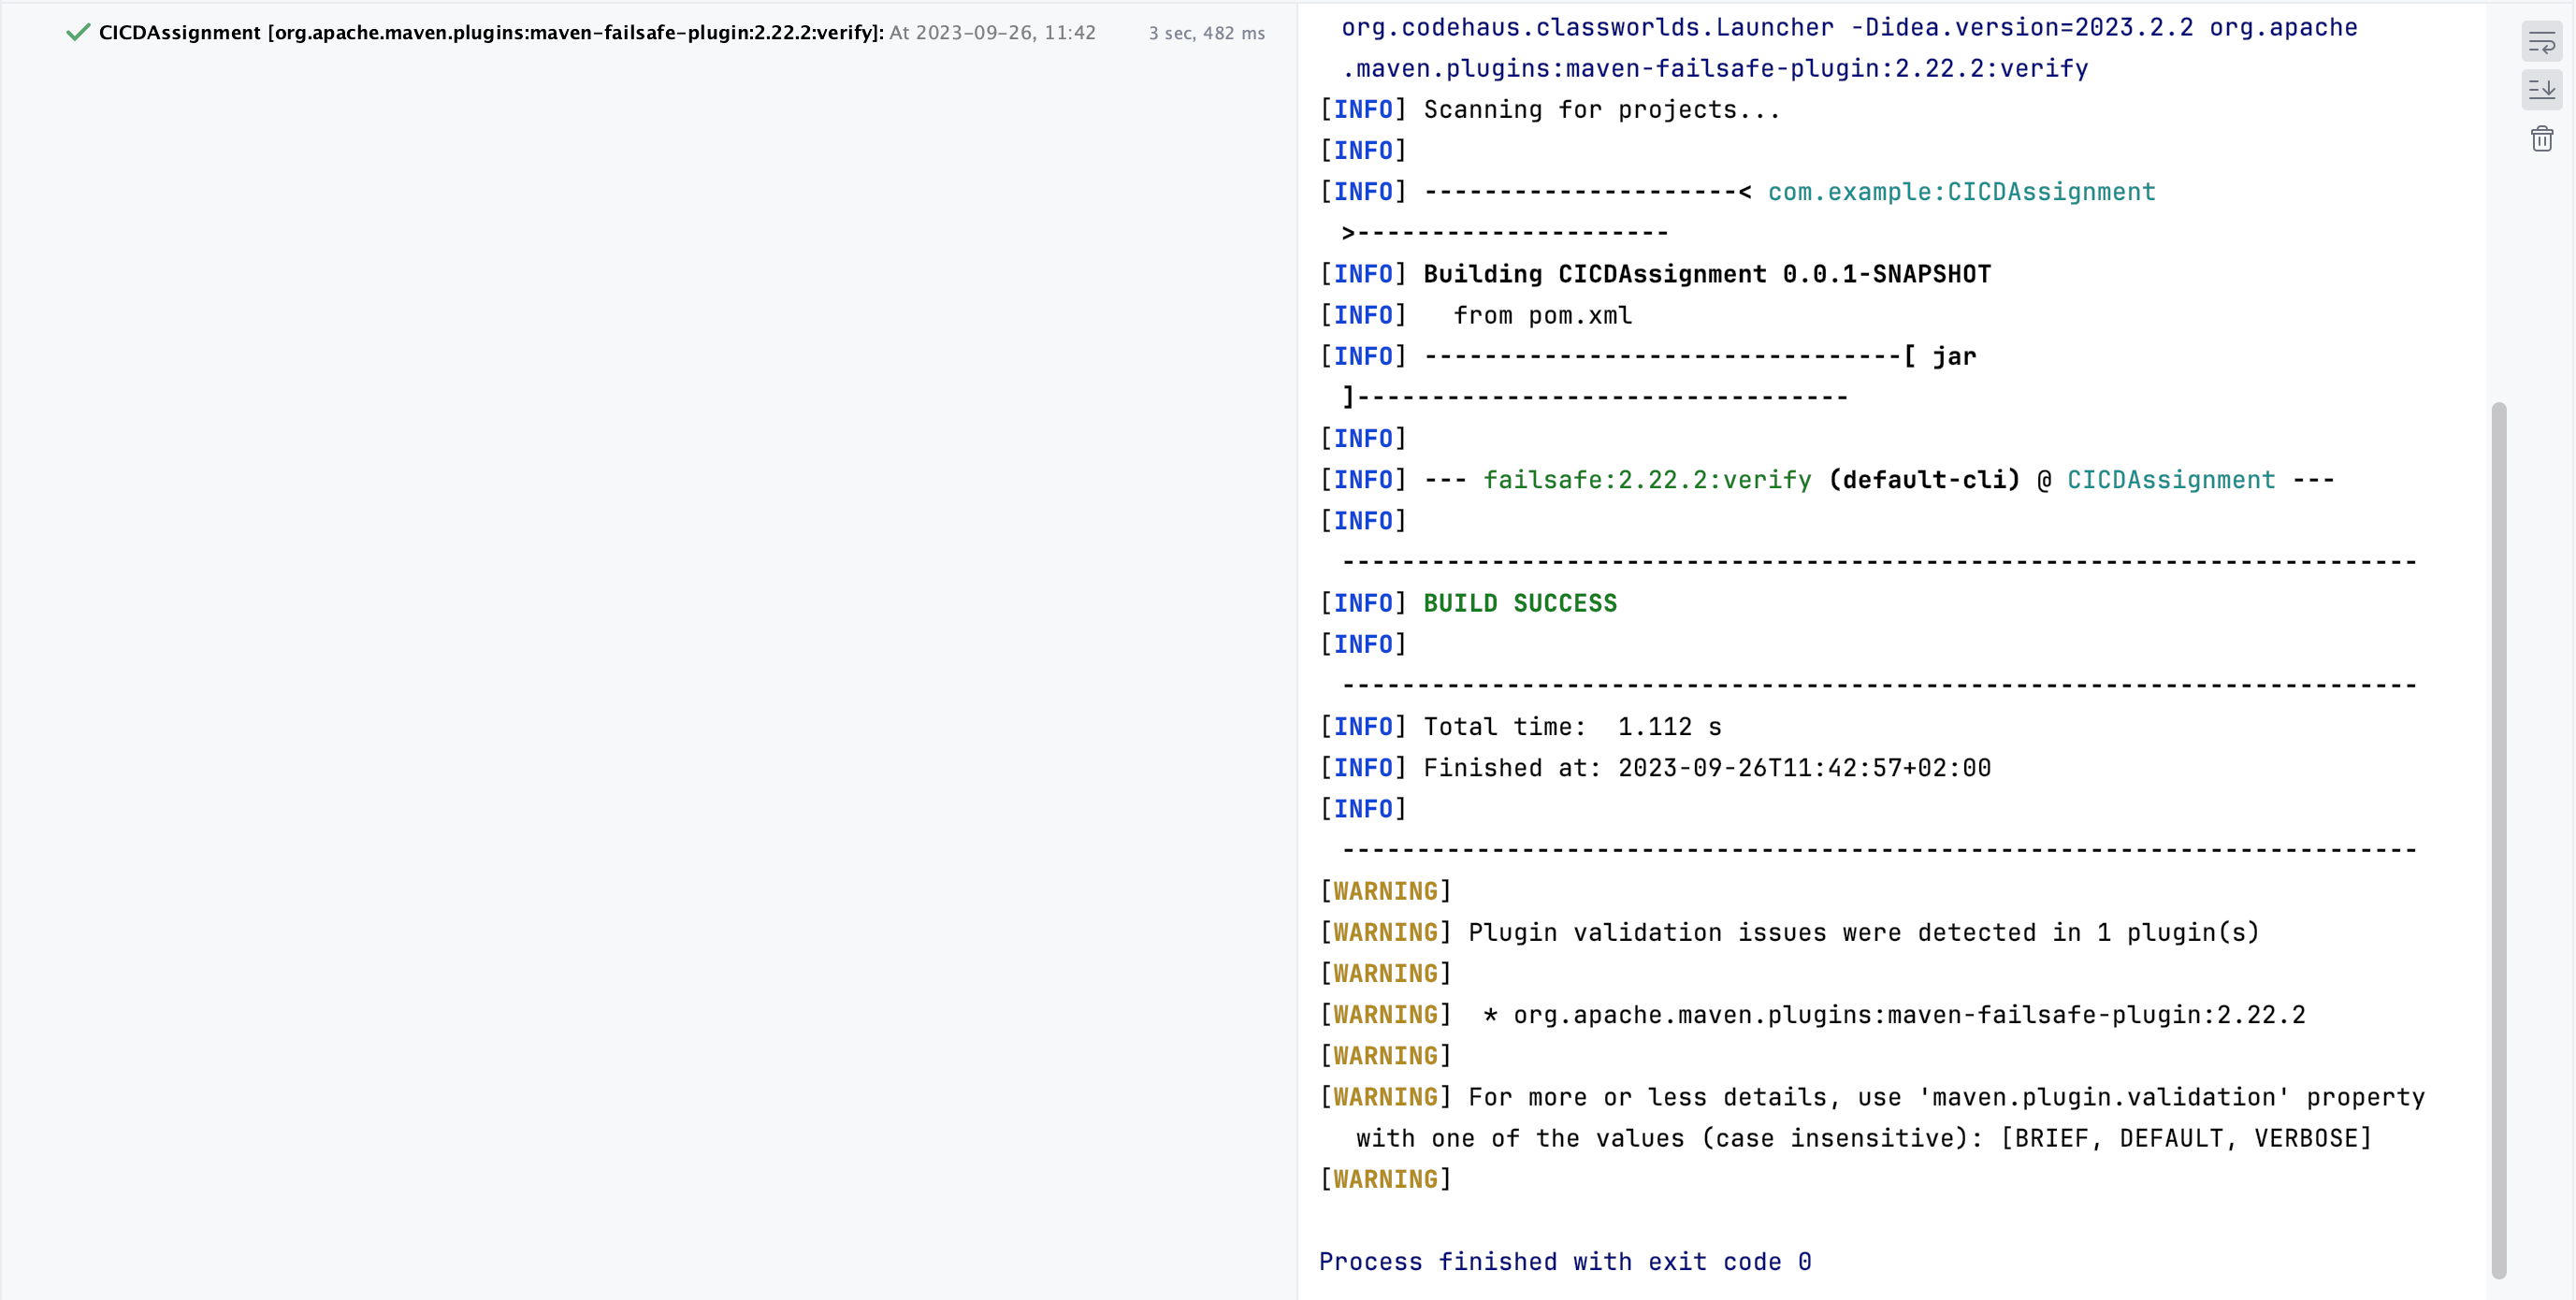 CICDAssignment [org.apache.maven.plugins:maven-failsafe-plugin:2.22.2:verify]: At 2023-09-26, 11:42 3 sec, 482 ms
org.codehaus.classworlds.Launcher -Didea.version=2023.2.2 org.apache
.maven.plugins:maven-failsafe-plugin:2.22.2:verify
[INFO] Scanning for projects...
[INFO]
[INFO] ---------------------< com.example:CICDAssignment
>---------------------
[INFO] Building CICDAssignment 0.0.1-SNAPSHOT
[INFO]   from pom.xml
[INFO] --------------------------------[ jar
]---------------------------------
[INFO]
[INFO] --- failsafe:2.22.2:verify (default-cli) @ CICDAssignment ---
[INFO]
------------------------------------------------------------------------
[INFO] BUILD SUCCESS
[INFO]
------------------------------------------------------------------------
[INFO] Total time:  1.112 s
[INFO] Finished at: 2023-09-26T11:42:57+02:00
[INFO]
------------------------------------------------------------------------
[WARNING]
[WARNING] Plugin validation issues were detected in 1 plugin(s)
[WARNING]
[WARNING]  * org.apache.maven.plugins:maven-failsafe-plugin:2.22.2
[WARNING]
[WARNING] For more or less details, use 'maven.plugin.validation' property
with one of the values (case insensitive): [BRIEF, DEFAULT, VERBOSE]
[WARNING]
Process finished with exit code 0